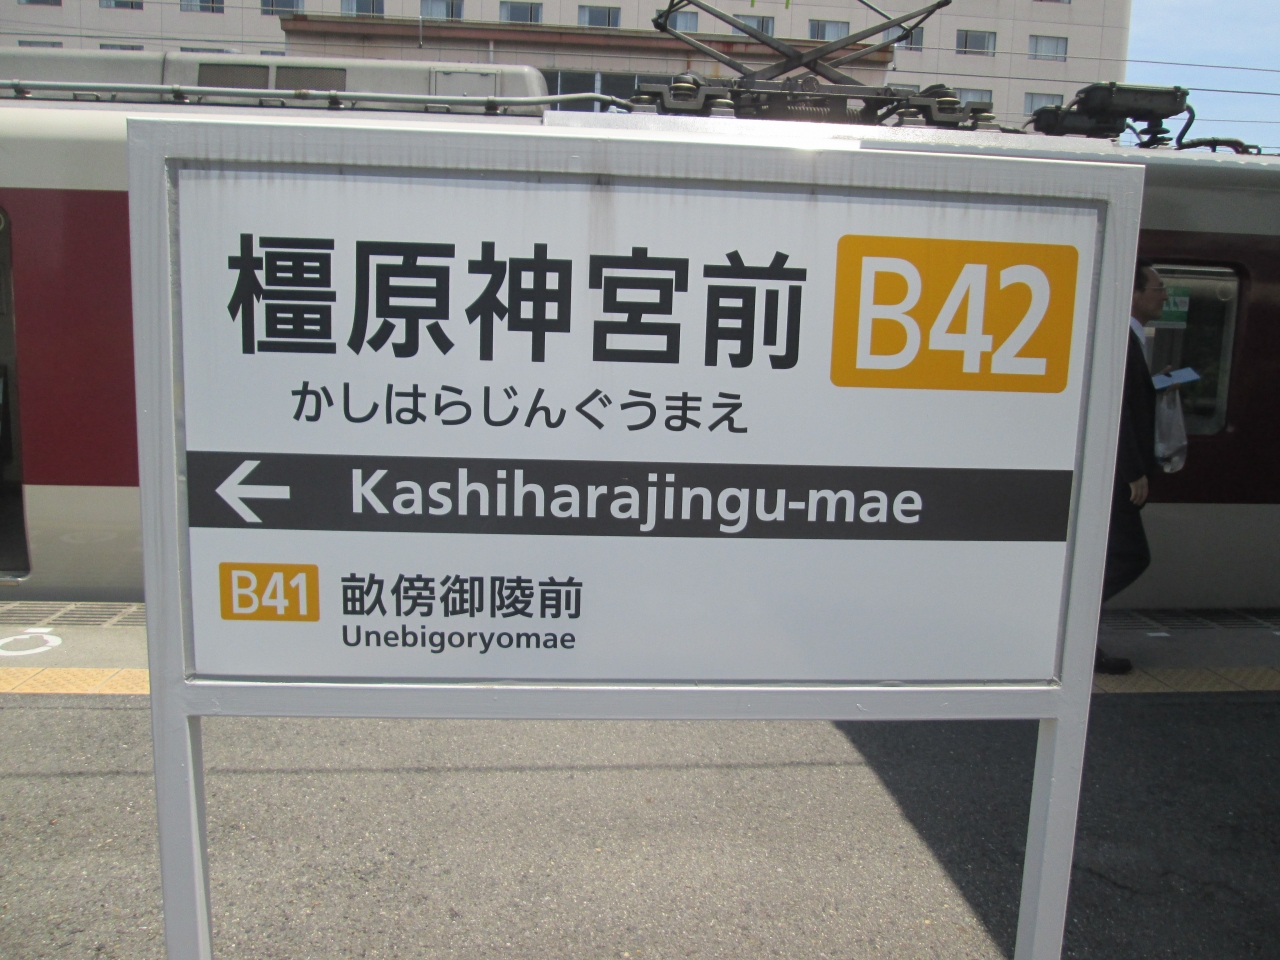 橿原神宮前 B42
かしはらじんぐうまえ
← Kashiharajingu-mae
B41 畝傍御陵前
Unebigoryomae